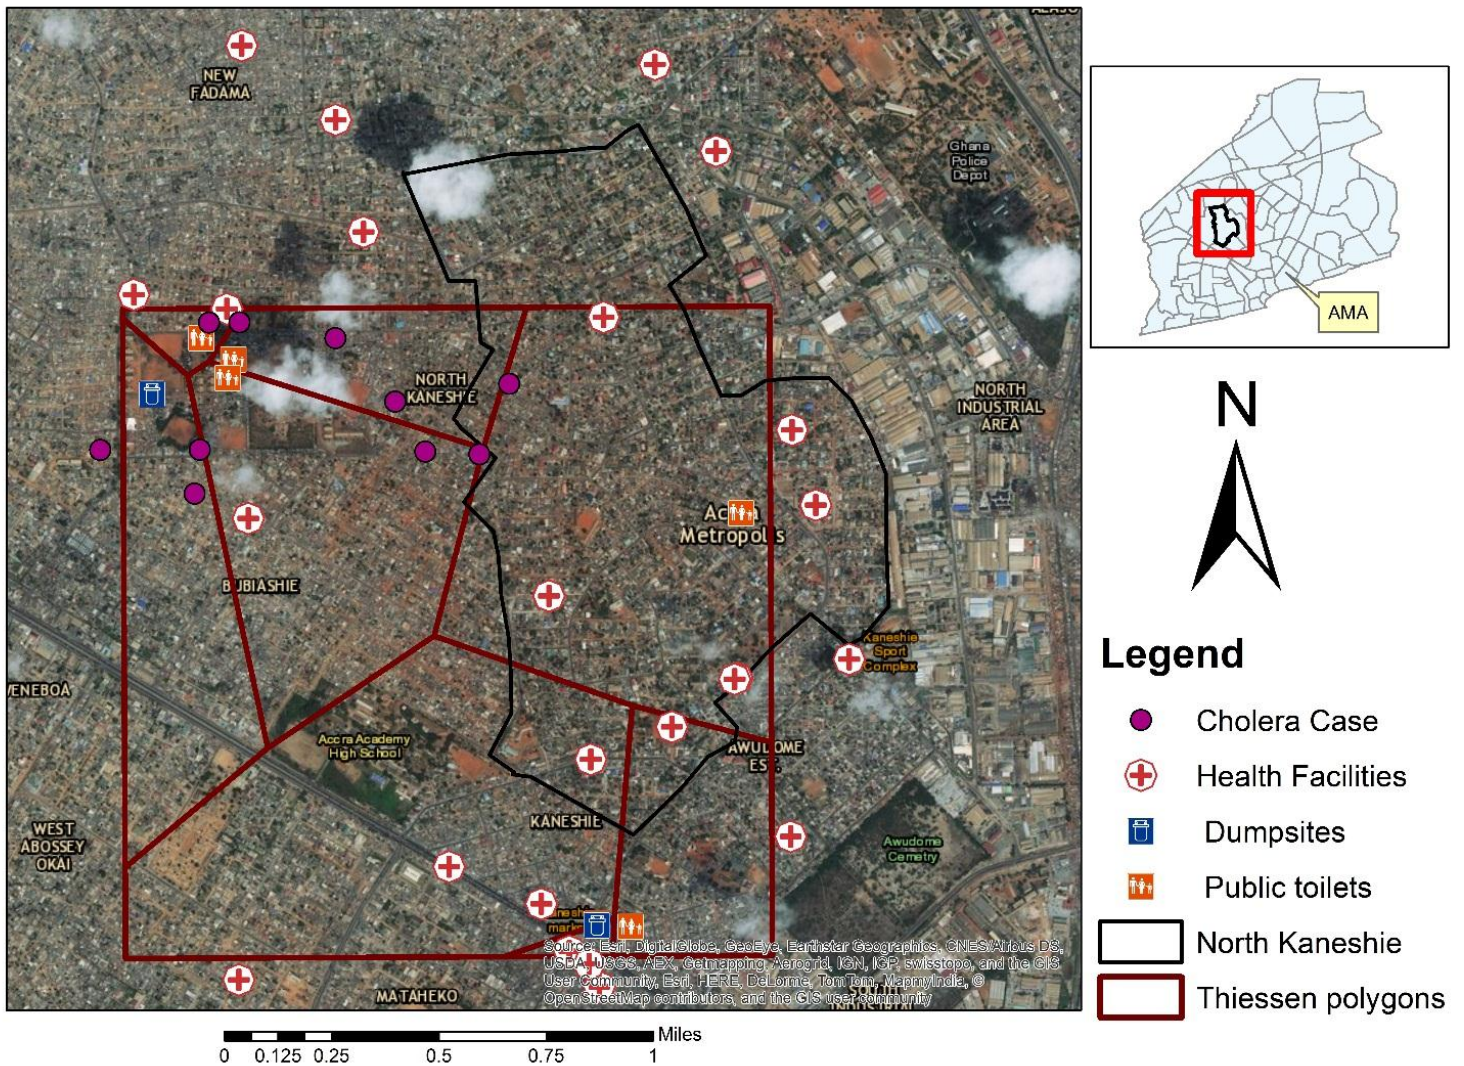 NEW
FADAMA
Ghana
Police
Depot
AMA
NORTH
KANESHIE
NORTH
INDUSTRIAL
AREA
N
Metropolis
BUBIASHIE
Kaneshie
Sport
Complex
Legend
Cholera Case
Health Facilities
Dumpsites
Public toilets
North Kaneshie
Thiessen polygons
Accra Academy
High School
AWUDOME
EST.
KANESHIE
WEST
ABOSSEY
OKAI
Awudome
Cemetry
Source: Esri, DigitalGlobe, GeoEye, Earthstar Geographics, CNES/Airbus DS,
USDA, USGS, AEX, Getmapping, Aerogrid, IGN, IGP, swisstopo, and the GIS
User Community, Esri, HERE, DeLorme, TomTom, MapmyIndia, ©
OpenStreetMap contributors, and the GIS user community
MATAHEKO
Miles
0 0.125 0.25 0.5 0.75 1